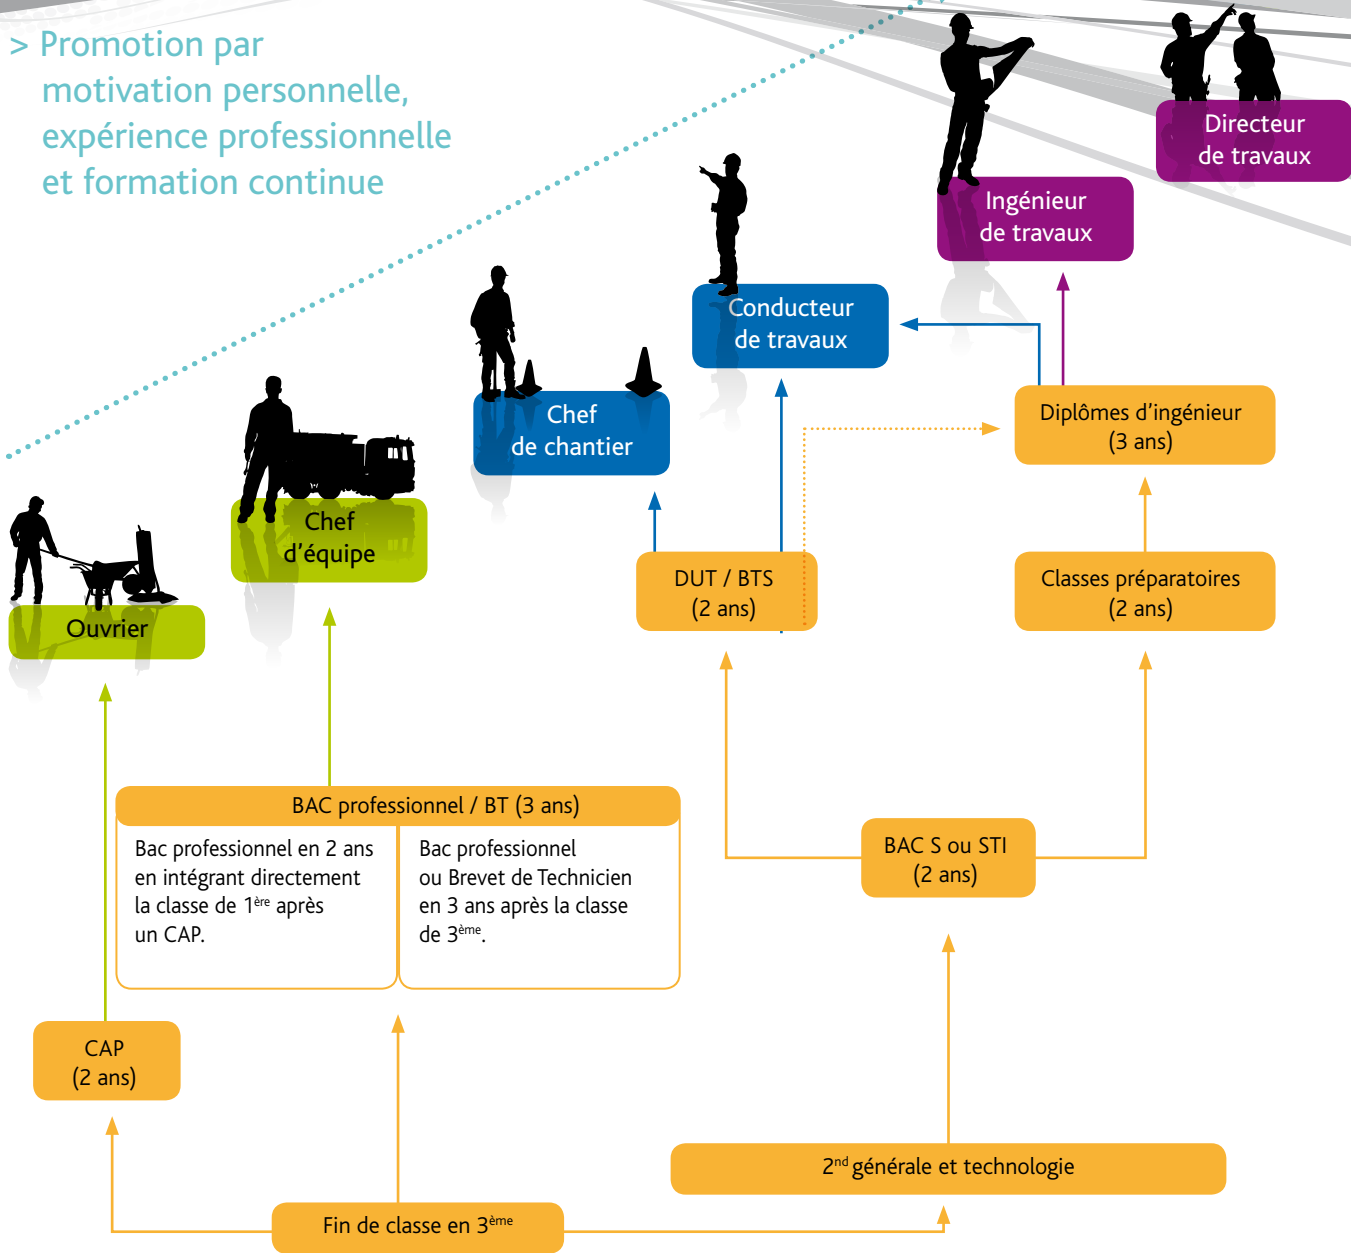 > Promotion par
motivation personnelle,
expérience professionnelle
et formation continue
Directeur
de travaux
Ingénieur
de travaux
Conducteur
de travaux
Chef
de chantier
Diplômes d'ingénieur
(3 ans)
Chef
d'équipe
DUT / BTS
(2 ans)
Classes préparatoires
(2 ans)
Ouvrier
BAC professionnel / BT (3 ans)
Bac professionnel en 2 ans
en intégrant directement
la classe de 1ère après
un CAP.
Bac professionnel
ou Brevet de Technicien
en 3 ans après la classe
de 3ème.
BAC S ou STI
(2 ans)
CAP
(2 ans)
2nd générale et technologie
Fin de classe en 3ème